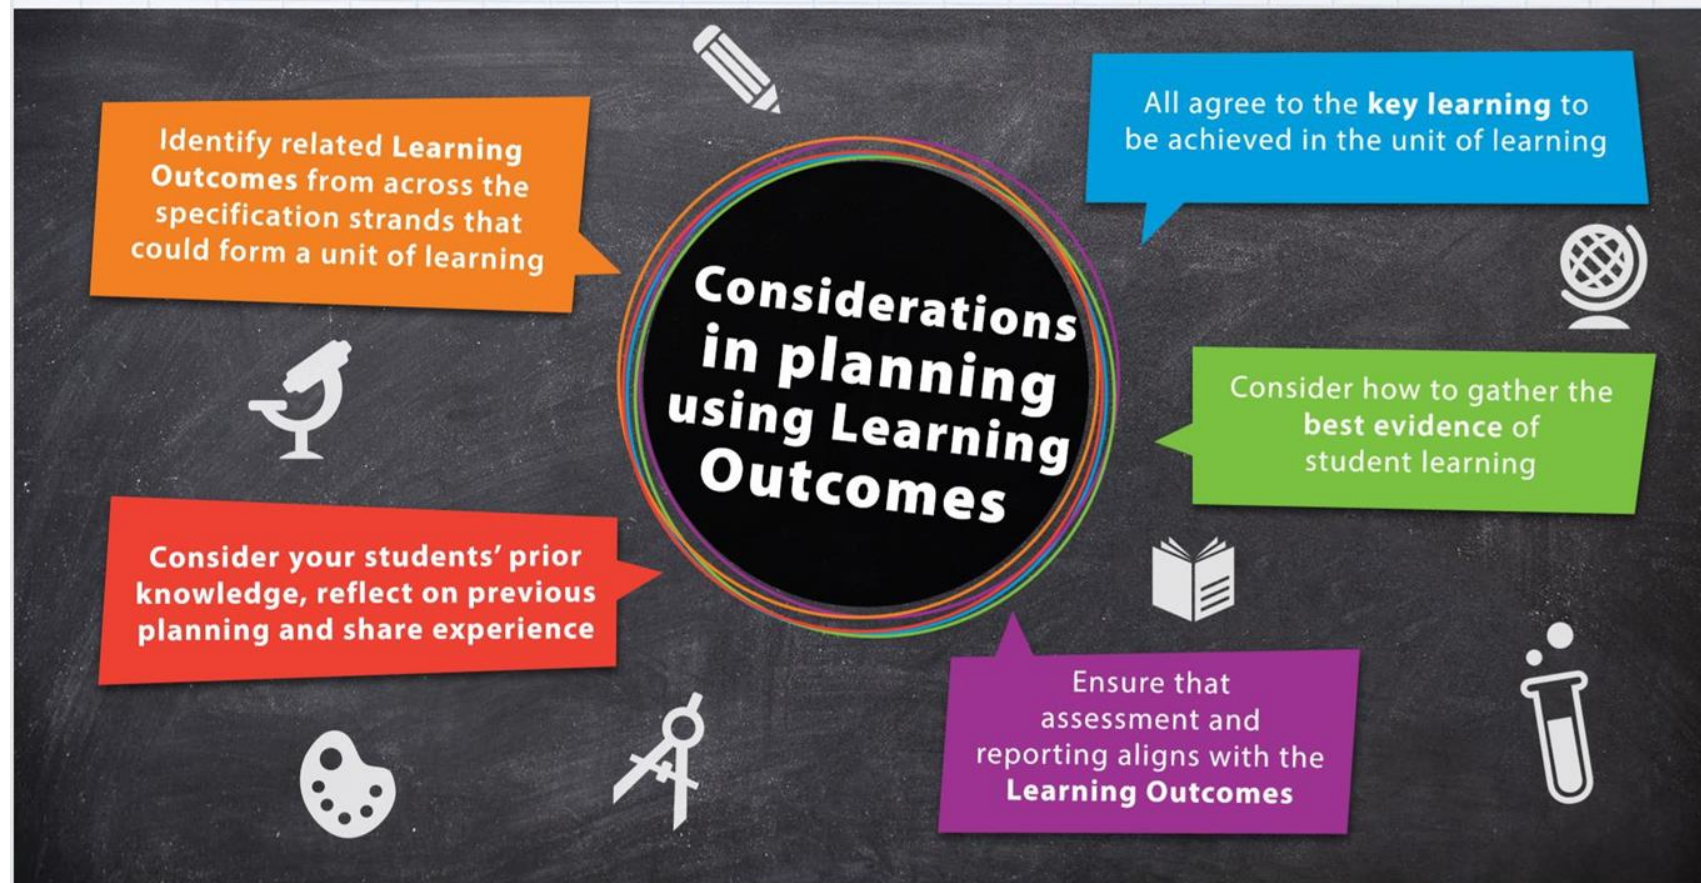 Considerations
in planning
using Learning
Outcomes
Identify related Learning
Outcomes from across the
specification strands that
could form a unit of learning
All agree to the key learning to
be achieved in the unit of learning
Consider how to gather the
best evidence of
student learning
Consider your students’ prior
knowledge, reflect on previous
planning and share experience
Ensure that
assessment and
reporting aligns with the
Learning Outcomes